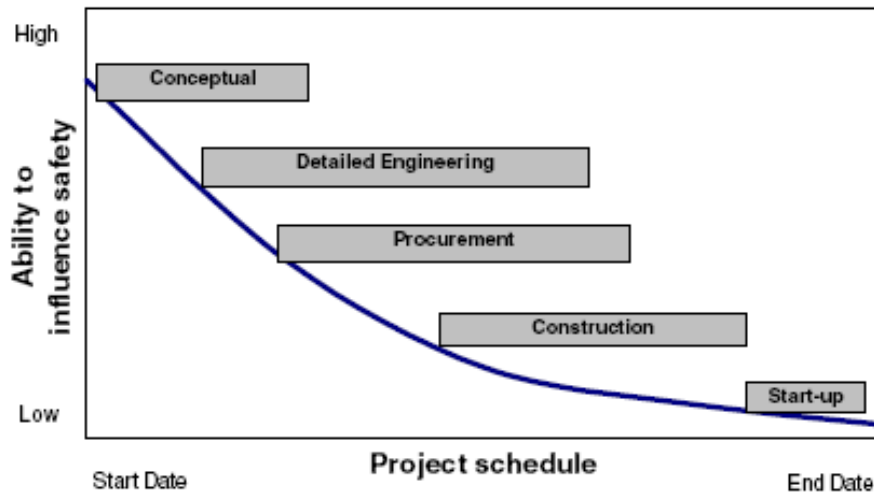 High
Conceptual
Detailed Engineering
Procurement
Construction
Start-up
Ability to
influence safety
Low
Start Date
Project schedule
End Date